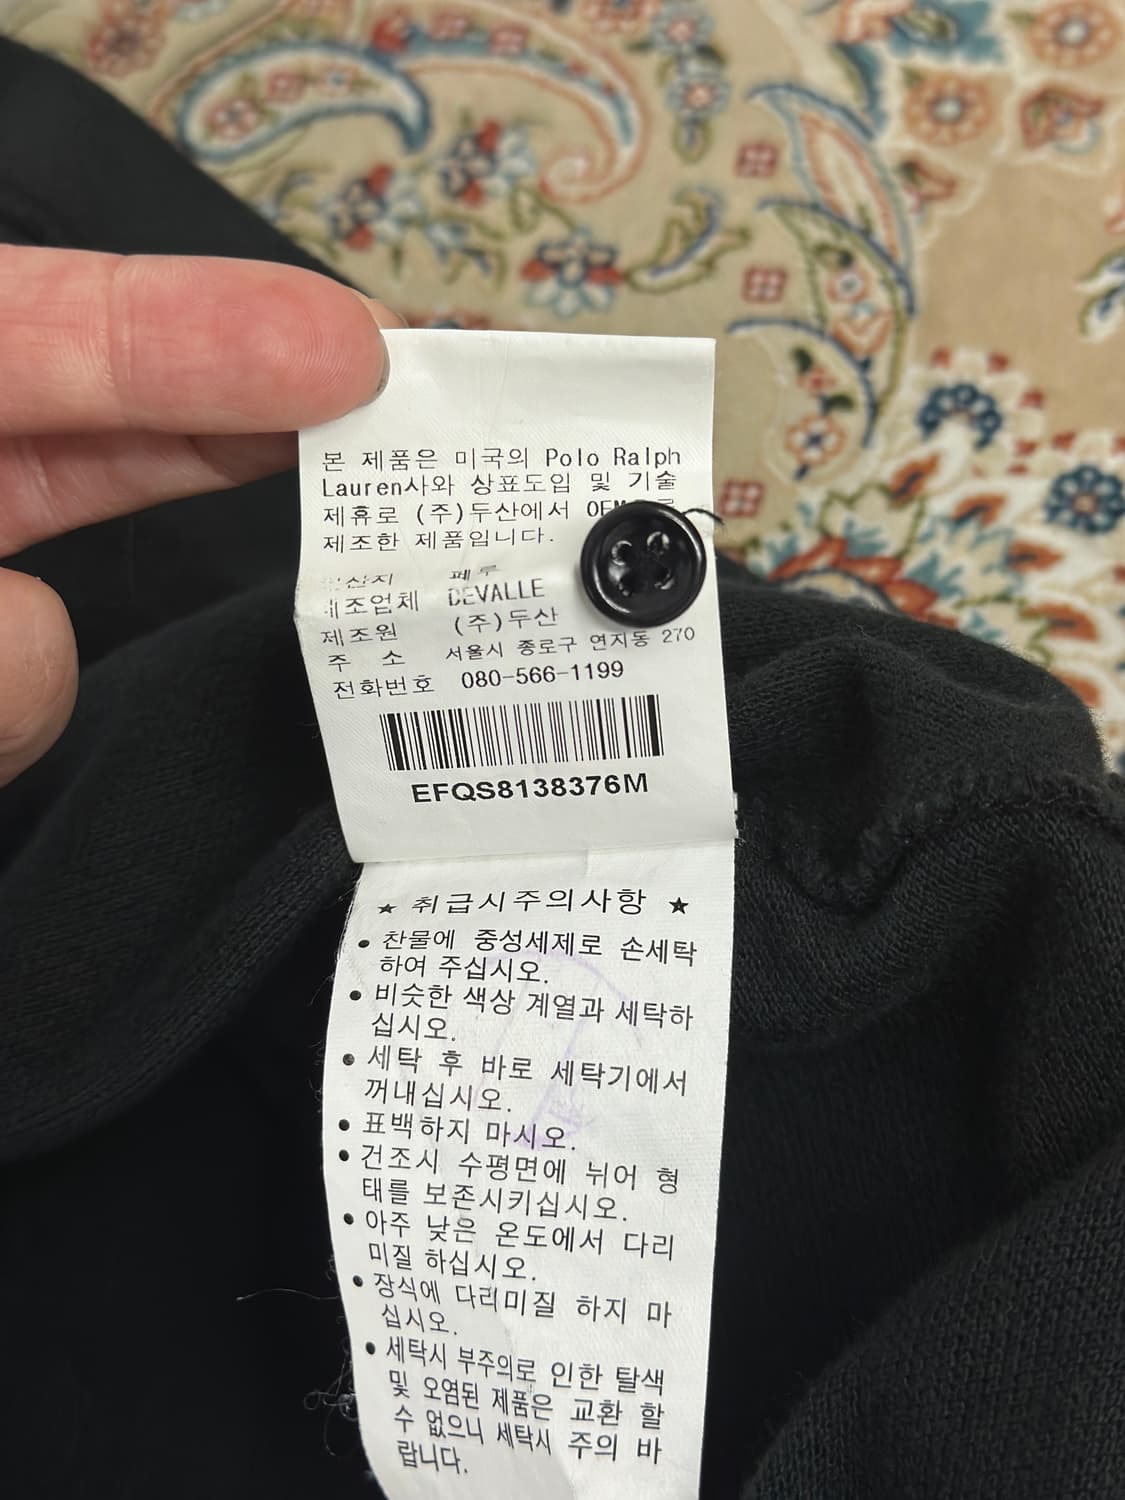 본 제품은 미국의 Polo Ralph
Lauren사와 상표도입 및 기술
제휴로 (주)두산에서
제조한 제품입니다.
페루
제조업체 DEVALLE
제조원 (주)두산
주 소 서울시 종로구 연지동 270
전화번호 080-566-1199
EFQS8138376M
★ 취급시주의사항 ★
• 찬물에 중성세제로 손세탁
하여 주십시오.
• 비슷한 색상 계열과 세탁하
십시오.
• 세탁 후 바로 세탁기에서
꺼내십시오.
• 표백하지 마시오.
• 건조시 수평면에 뉘어 형
태를 보존시키십시오.
• 아주 낮은 온도에서 다리
미질 하십시오.
• 장식에 다리미질 하지 마
십시오.
• 세탁시 부주의로 인한 탈색
및 오염된 제품은 교환 할
수 없으니 세탁시 주의 바
랍니다.